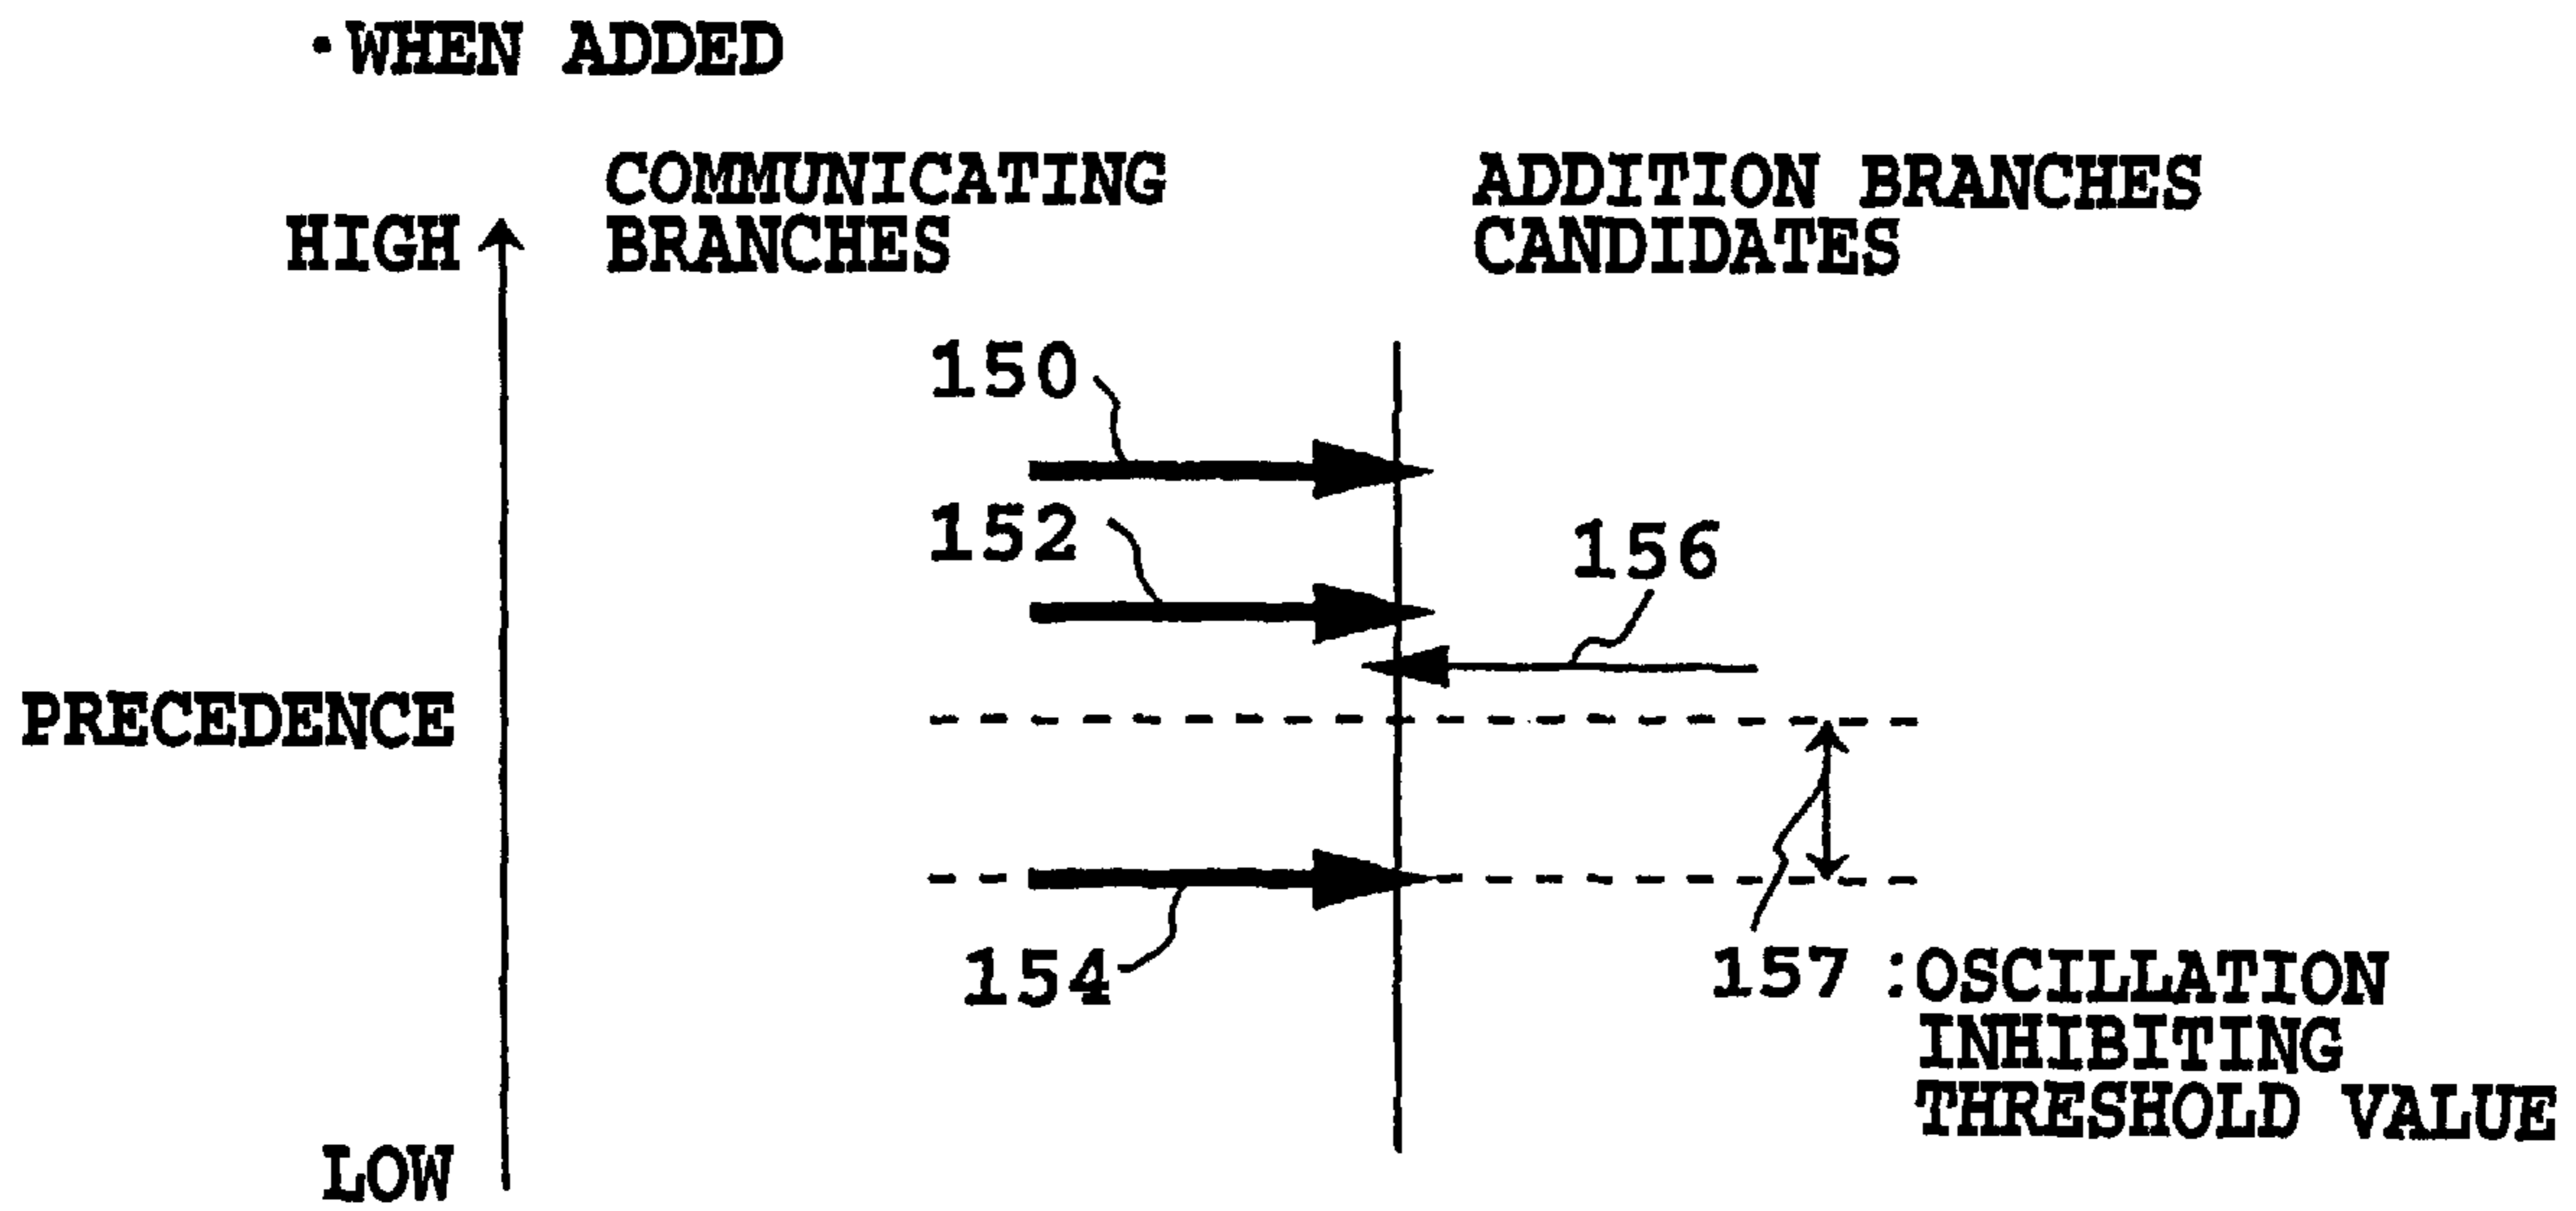 ·WHEN ADDED
COMMUNICATING
BRANCHES
ADDITION BRANCHES
CANDIDATES
HIGH
150
152
156
PRECEDENCE
154
157 :OSCILLATION
INHIBITING
THRESHOLD VALUE
LOW